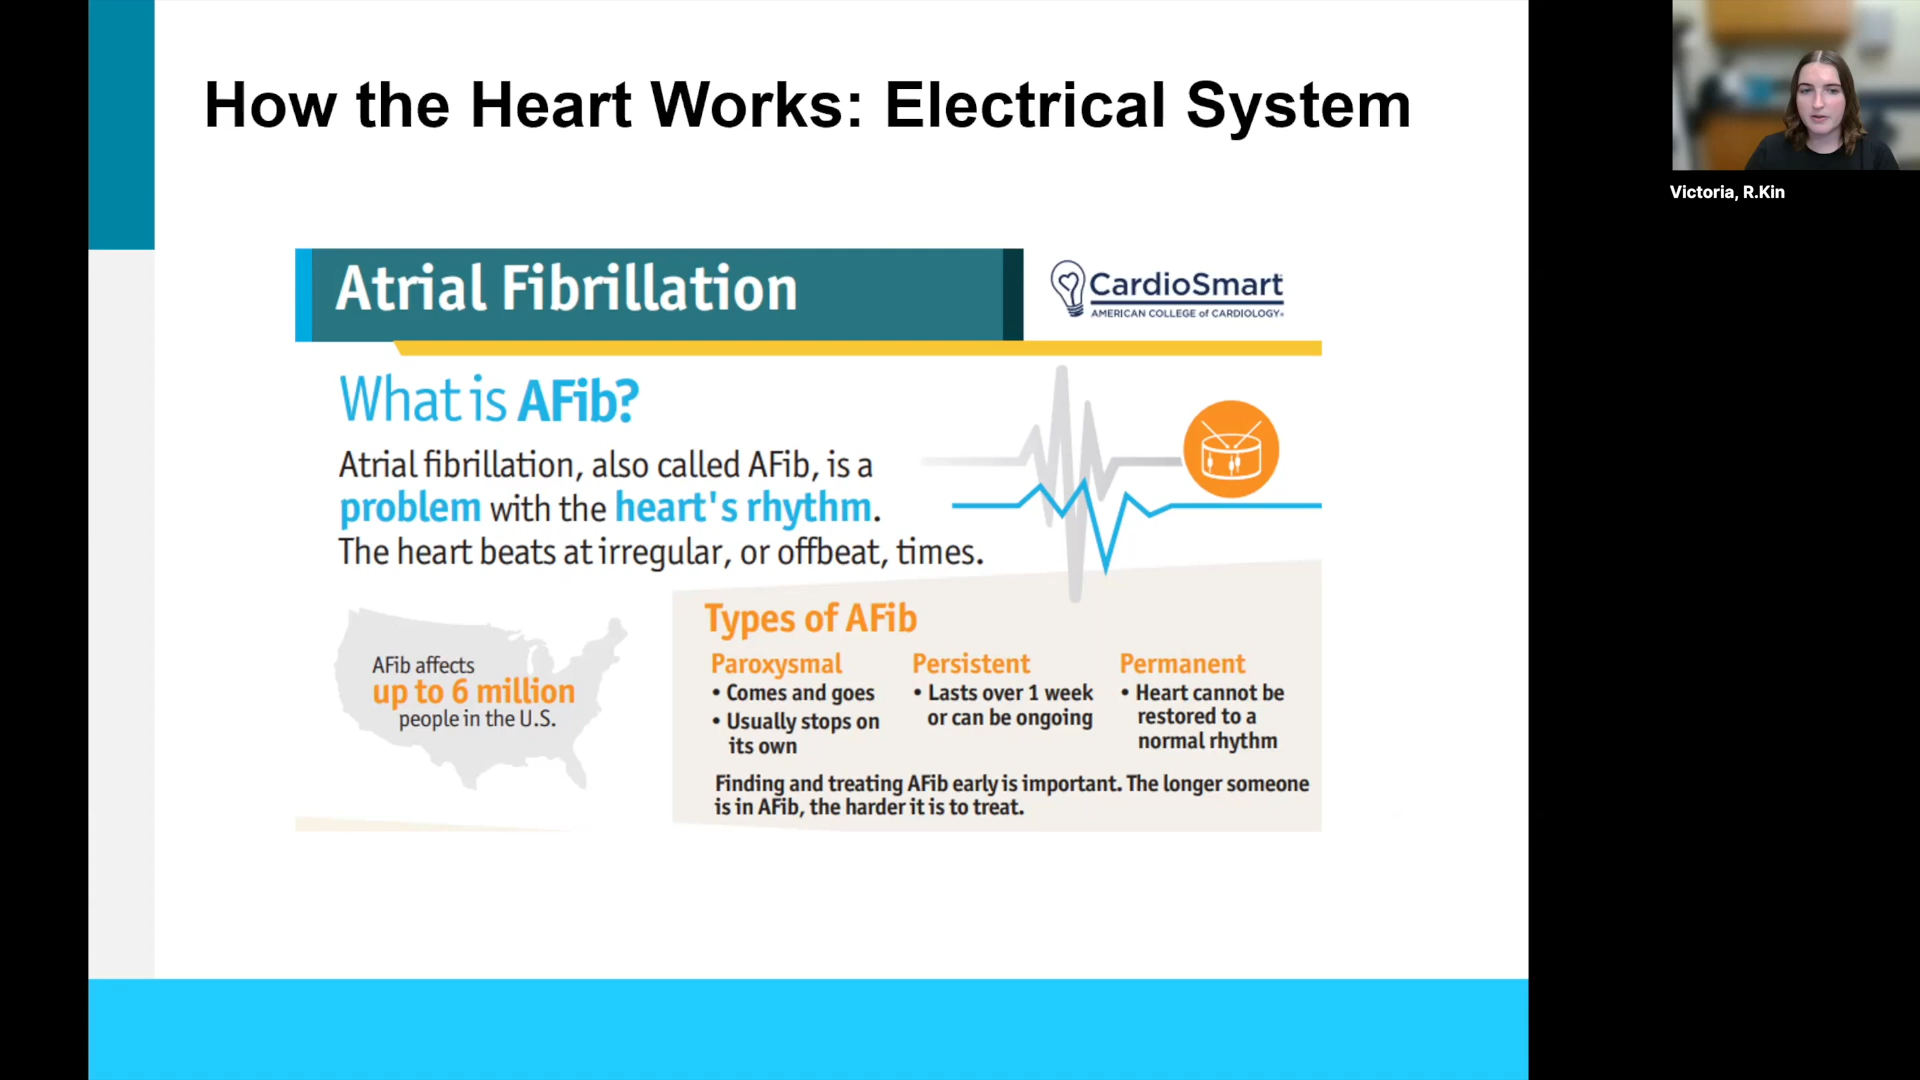 How the Heart Works: Electrical System
Victoria, R.Kin
Atrial Fibrillation
CardioSmart
AMERICAN COLLEGE of CARDIOLOGY
What is AFib?
Atrial fibrillation, also called AFib, is a
problem with the heart's rhythm.
The heart beats at irregular, or offbeat, times.
AFib affects
up to 6 million
people in the U.S.
Types of AFib
Paroxysmal
• Comes and goes
• Usually stops on
its own
Persistent
• Lasts over 1 week
or can be ongoing
Permanent
• Heart cannot be
restored to a
normal rhythm
Finding and treating AFib early is important. The longer someone
is in AFib, the harder it is to treat.